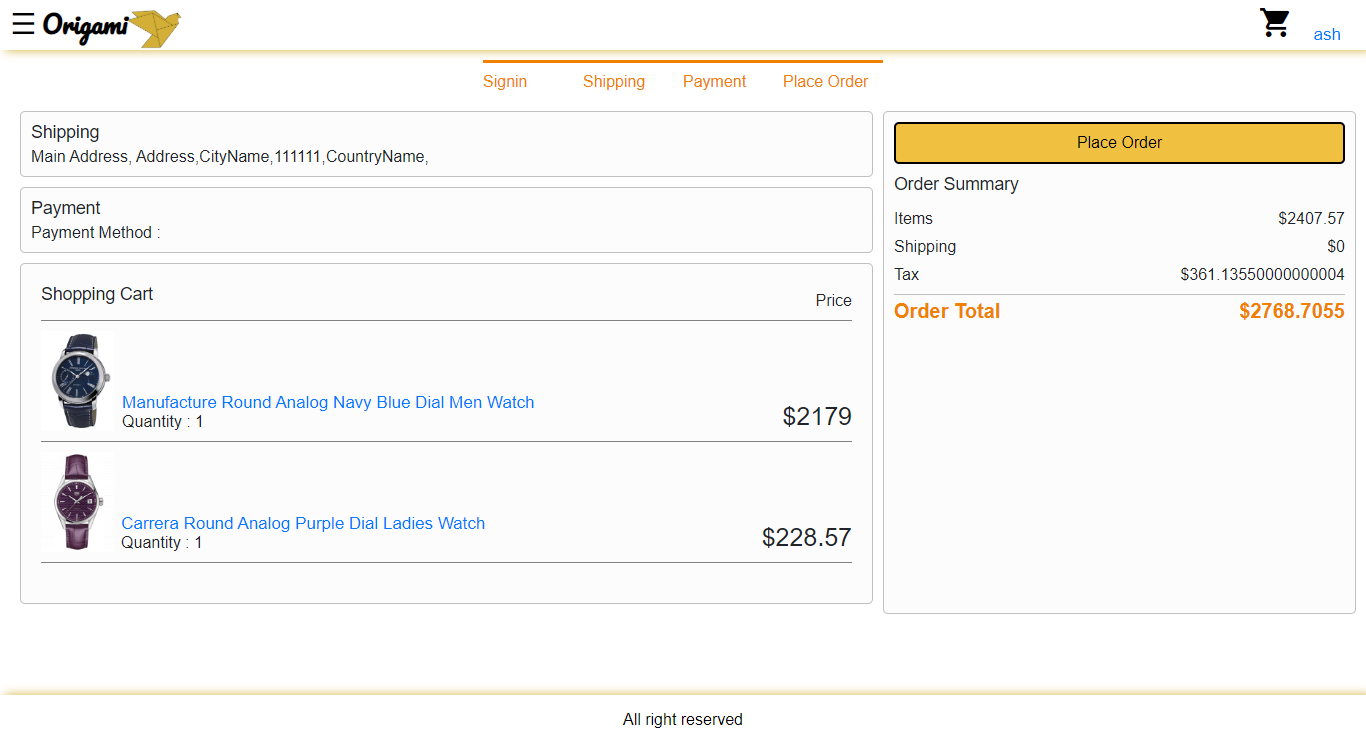 ☰ Origami
ash
Signin Shipping Payment Place Order
Shipping
Main Address, Address,CityName,111111,CountryName,
Payment
Payment Method :
Shopping Cart
Price
Manufacture Round Analog Navy Blue Dial Men Watch
Quantity : 1
$2179
Carrera Round Analog Purple Dial Ladies Watch
Quantity : 1
$228.57
Place Order
Order Summary
Items $2407.57
Shipping $0
Tax $361.13550000000004
Order Total $2768.7055
All right reserved